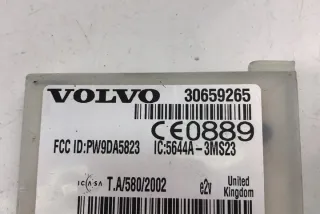 VOLVO 30659265
CE0889
FCC ID:PW9DA5823 IC:5644A-3MS23
ICASA T.A/580/2002 e2v United Kingdom